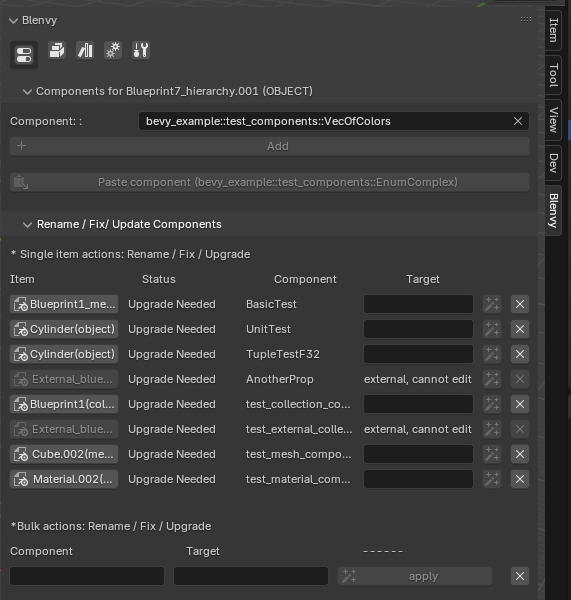 Blenvy
Components for Blueprint7_hierarchy.001 (OBJECT)
Component: : bevy_example::test_components::VecOfColors
Add
Paste component (bevy_example::test_components::EnumComplex)
Rename / Fix/ Update Components
* Single item actions: Rename / Fix / Upgrade
Item Status Component Target
Blueprint1_me... Upgrade Needed BasicTest
Cylinder(object) Upgrade Needed UnitTest
Cylinder(object) Upgrade Needed TupleTestF32
External_blue... Upgrade Needed AnotherProp external, cannot edit
Blueprint1(col... Upgrade Needed test_collection_co...
External_blue... Upgrade Needed test_external_colle... external, cannot edit
Cube.002(me... Upgrade Needed test_mesh_compo...
Material.002(... Upgrade Needed test_material_com...
*Bulk actions: Rename / Fix / Upgrade
Component Target ------
apply
Item
Tool
View
Dev
Blenvy